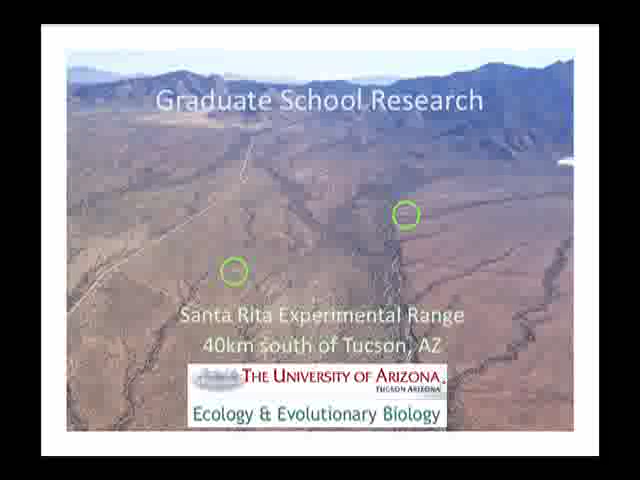 Graduate School Research
Santa Rita Experimental Range
40km south of Tucson, AZ
THE UNIVERSITY OF ARIZONA.
TUCSON ARIZONA
Ecology & Evolutionary Biology